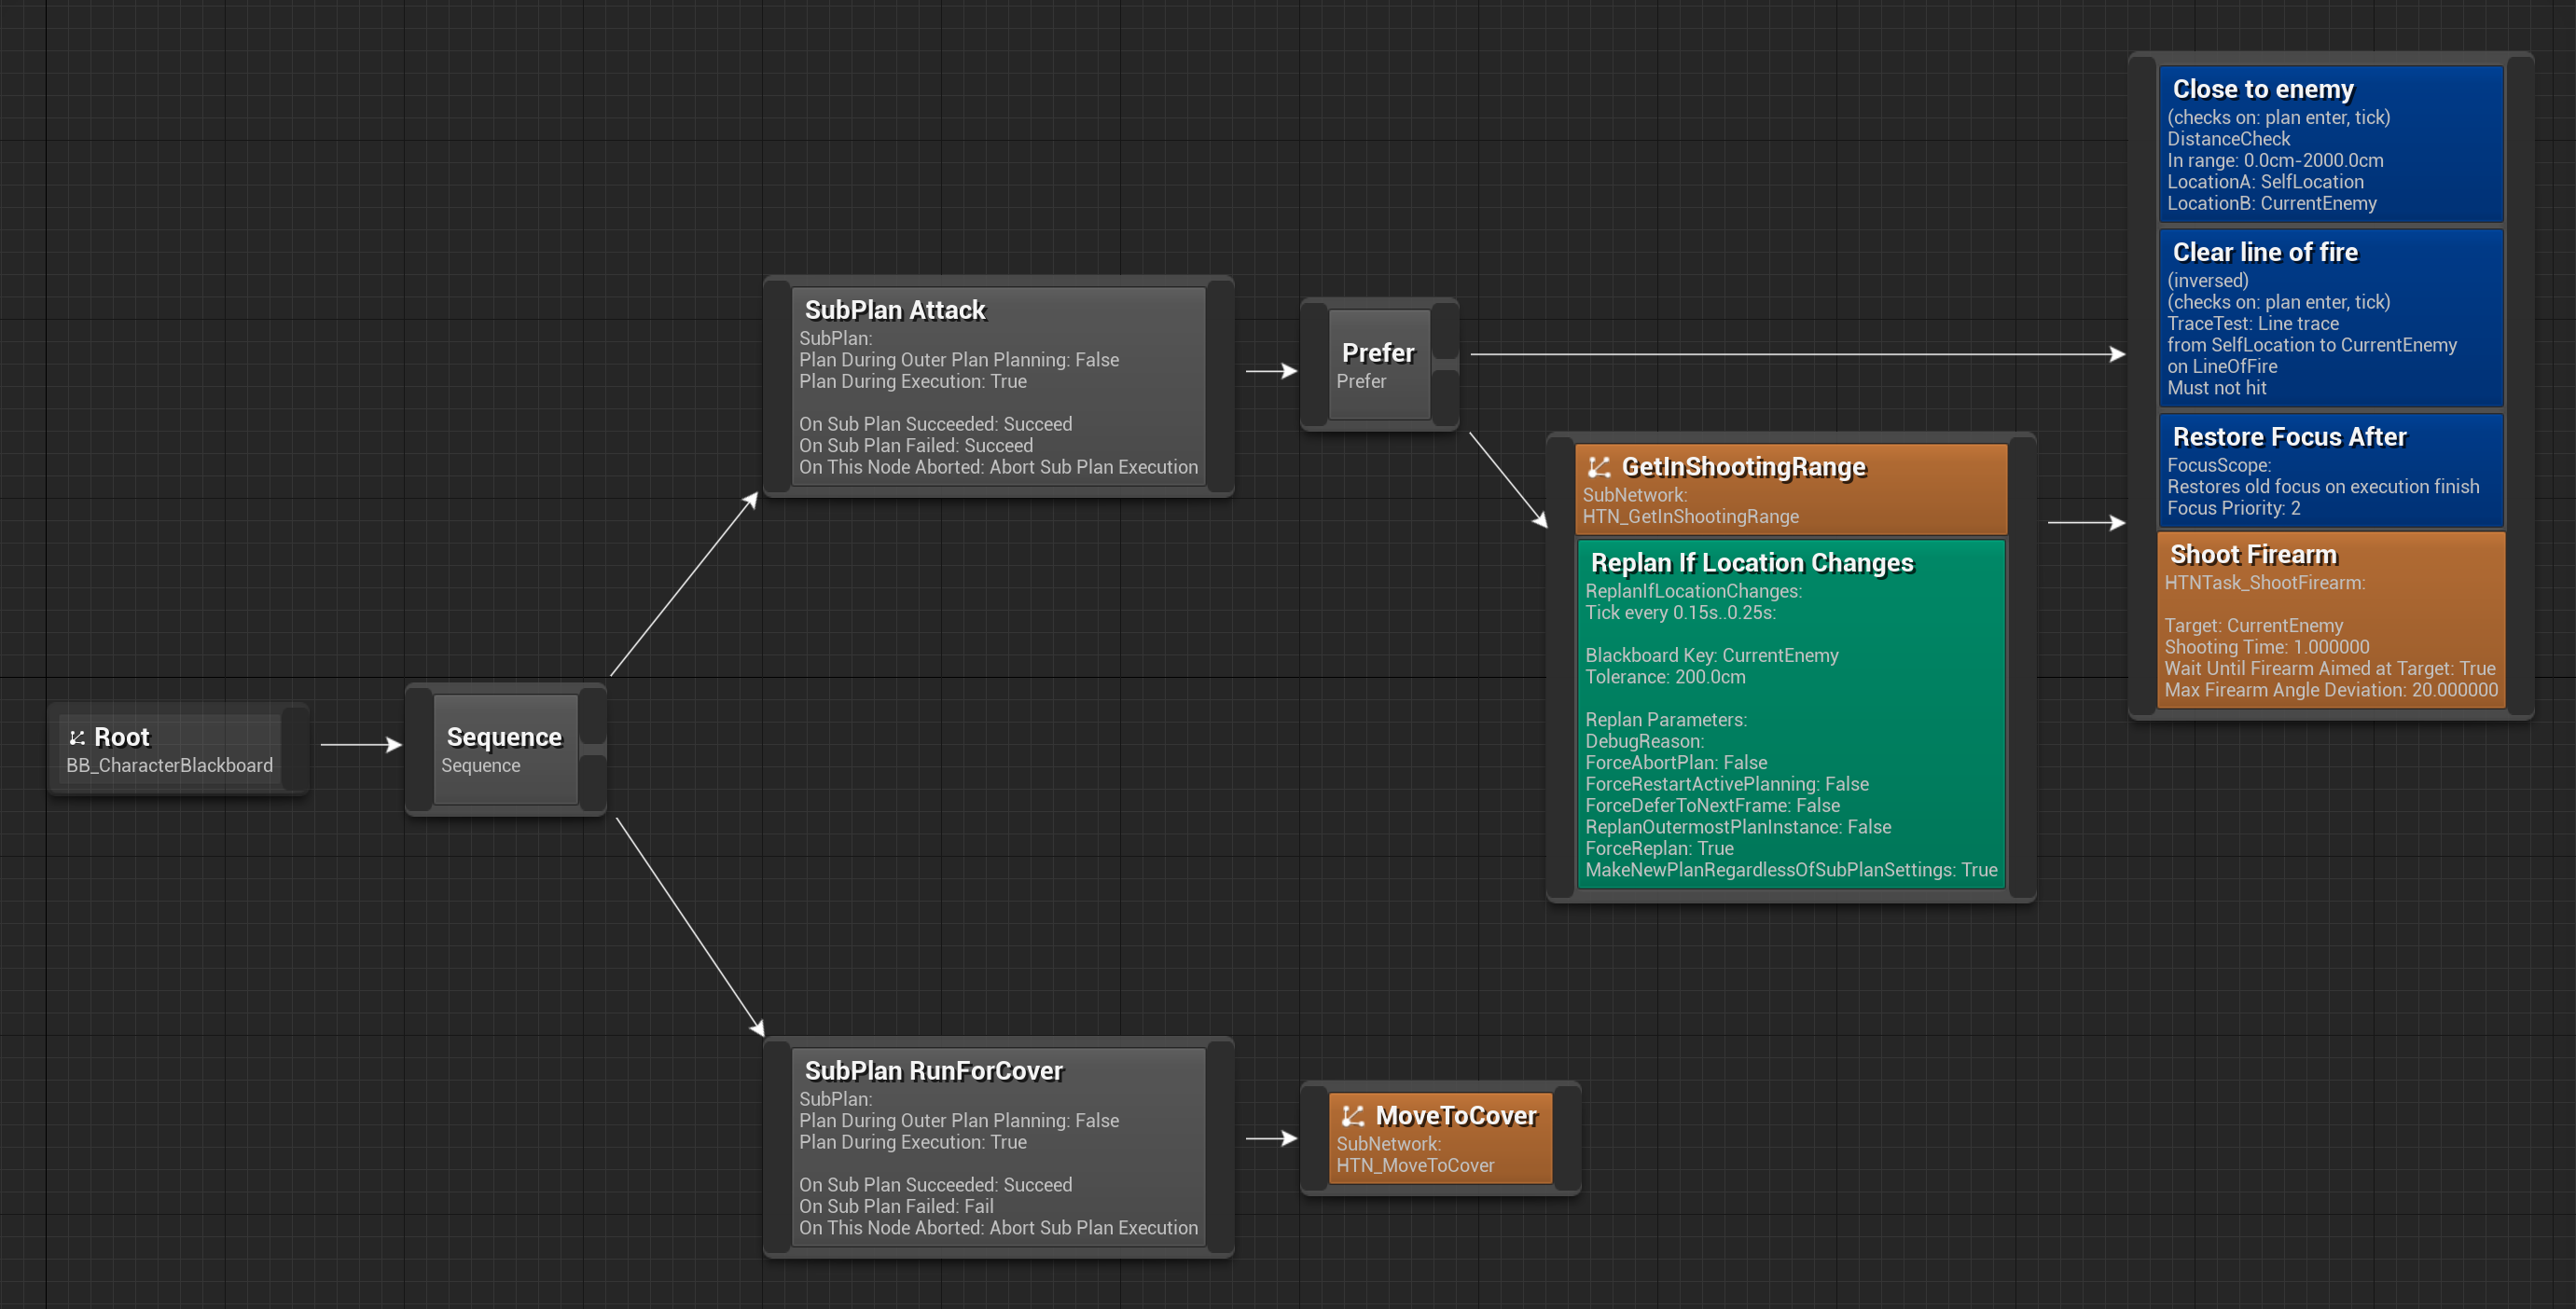 Root
BB_CharacterBlackboard
Sequence
Sequence
SubPlan Attack
SubPlan:
Plan During Outer Plan Planning: False
Plan During Execution: True
On Sub Plan Succeeded: Succeed
On Sub Plan Failed: Succeed
On This Node Aborted: Abort Sub Plan Execution
Prefer
Prefer
GetInShootingRange
SubNetwork:
HTN_GetInShootingRange
Replan If Location Changes
ReplanIfLocationChanges:
Tick every 0.15s..0.25s:
Blackboard Key: CurrentEnemy
Tolerance: 200.0cm
Replan Parameters:
DebugReason:
ForceAbortPlan: False
ForceRestartActivePlanning: False
ForceDeferToNextFrame: False
ReplanOutermostPlanInstance: False
ForceReplan: True
MakeNewPlanRegardlessOfSubPlanSettings: True
Close to enemy
(checks on: plan enter, tick)
DistanceCheck
In range: 0.0cm-2000.0cm
LocationA: SelfLocation
LocationB: CurrentEnemy
Clear line of fire
(inversed)
(checks on: plan enter, tick)
TraceTest: Line trace
from SelfLocation to CurrentEnemy
on LineOfFire
Must not hit
Restore Focus After
FocusScope:
Restores old focus on execution finish
Focus Priority: 2
Shoot Firearm
HTNTask_ShootFirearm:
Target: CurrentEnemy
Shooting Time: 1.000000
Wait Until Firearm Aimed at Target: True
Max Firearm Angle Deviation: 20.000000
SubPlan RunForCover
SubPlan:
Plan During Outer Plan Planning: False
Plan During Execution: True
On Sub Plan Succeeded: Succeed
On Sub Plan Failed: Fail
On This Node Aborted: Abort Sub Plan Execution
MoveToCover
SubNetwork:
HTN_MoveToCover